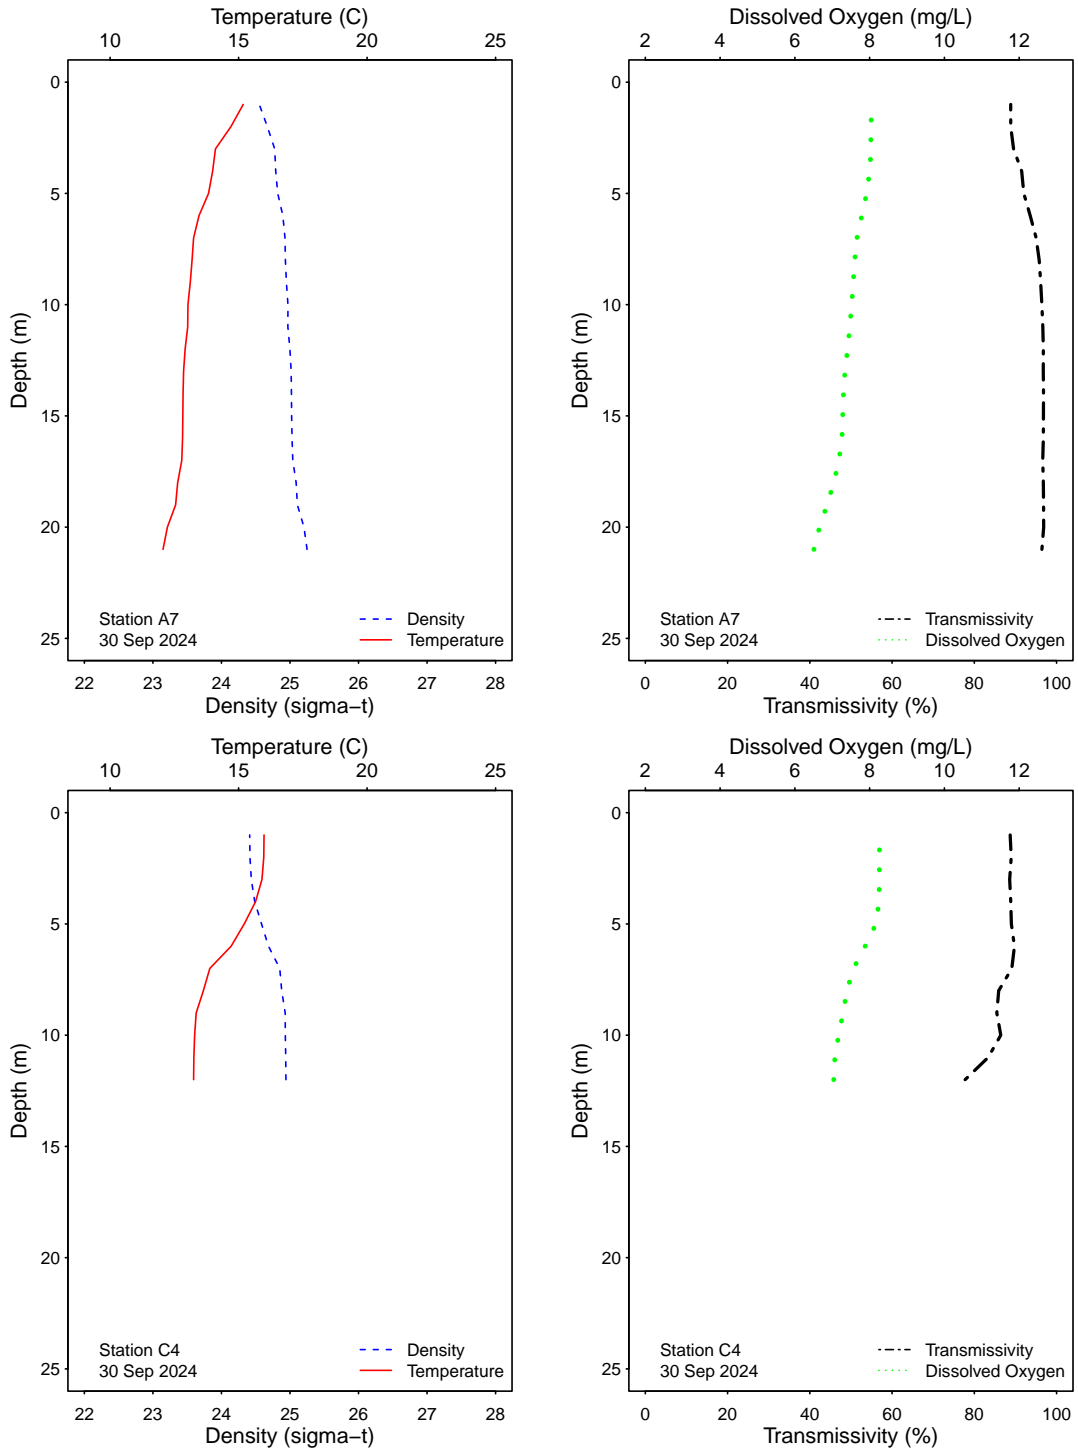 Temperature (C)
10 15 20 25
0
5
10
15
20
25
Depth (m)
Station A7
30 Sep 2024
Density
Temperature
22 23 24 25 26 27 28
Density (sigma−t)
Dissolved Oxygen (mg/L)
2 4 6 8 10 12
0
5
10
15
20
25
Depth (m)
Station A7
30 Sep 2024
Transmissivity
Dissolved Oxygen
0 20 40 60 80 100
Transmissivity (%)
Temperature (C)
10 15 20 25
0
5
10
15
20
25
Depth (m)
Station C4
30 Sep 2024
Density
Temperature
22 23 24 25 26 27 28
Density (sigma−t)
Dissolved Oxygen (mg/L)
2 4 6 8 10 12
0
5
10
15
20
25
Depth (m)
Station C4
30 Sep 2024
Transmissivity
Dissolved Oxygen
0 20 40 60 80 100
Transmissivity (%)